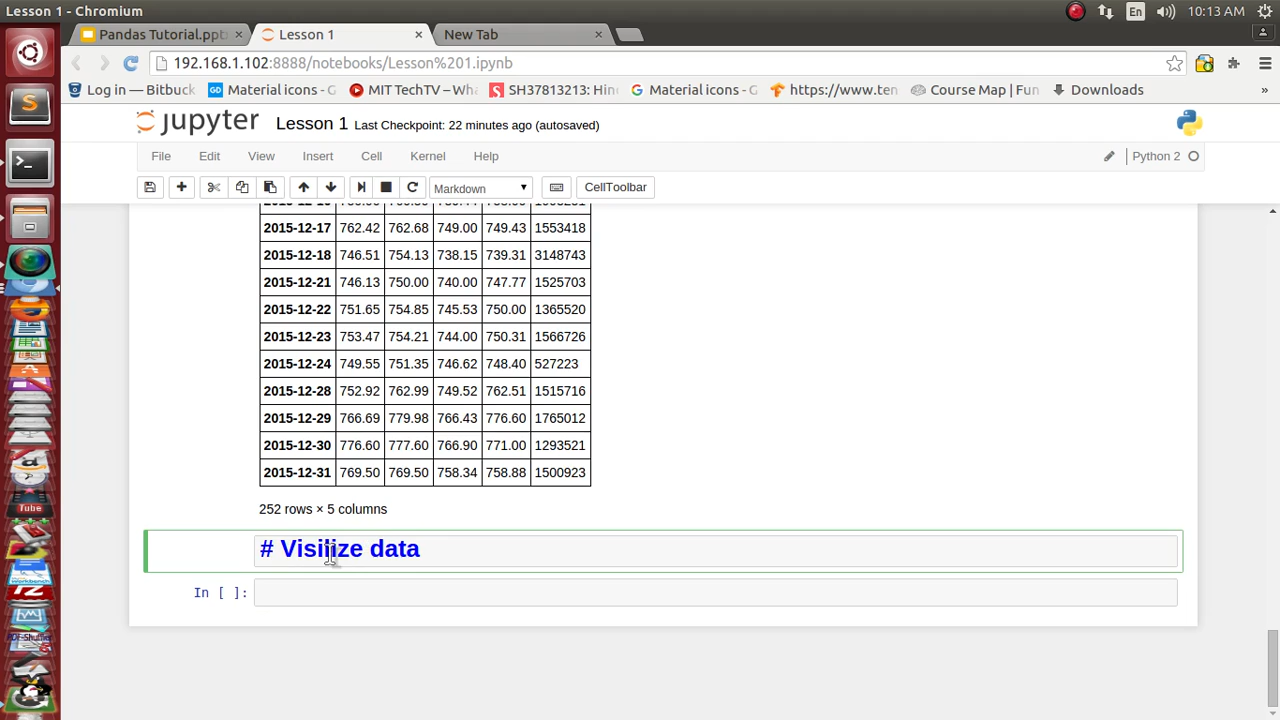 Lesson 1 - Chromium
En
10:13 AM
Pandas Tutorial.ppt
Lesson 1
New Tab
192.168.1.102:8888/notebooks/Lesson%201.ipynb
Log in — Bitbuck
Material icons - G
MIT TechTV – Wha
SH37813213: Hin
Material icons - G
https://www.ten
Course Map | Fun
Downloads
»
jupyter Lesson 1 Last Checkpoint: 22 minutes ago (autosaved)
File Edit View Insert Cell Kernel Help
Python 2
Markdown
CellToolbar
2015-12-17 762.42 762.68 749.00 749.43 1553418
2015-12-18 746.51 754.13 738.15 739.31 3148743
2015-12-21 746.13 750.00 740.00 747.77 1525703
2015-12-22 751.65 754.85 745.53 750.00 1365520
2015-12-23 753.47 754.21 744.00 750.31 1566726
2015-12-24 749.55 751.35 746.62 748.40 527223
2015-12-28 752.92 762.99 749.52 762.51 1515716
2015-12-29 766.69 779.98 766.43 776.60 1765012
2015-12-30 776.60 777.60 766.90 771.00 1293521
2015-12-31 769.50 769.50 758.34 758.88 1500923
252 rows × 5 columns
# Visilize data
In [ ]:
Tube